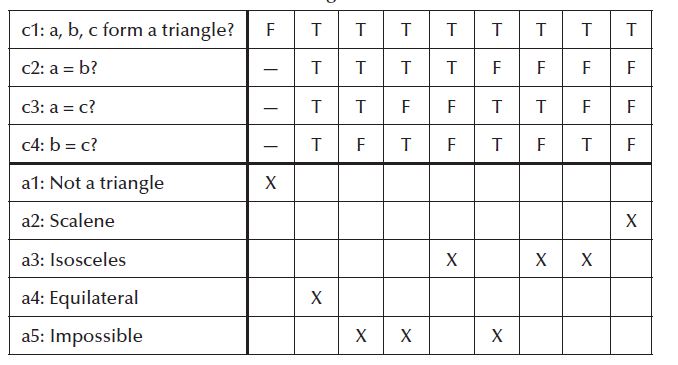 c1: a, b, c form a triangle? F T T T T T T T T
c2: a = b? — T T T T F F F F
c3: a = c? — T T F F T T F F
c4: b = c? — T F T F T F T F
a1: Not a triangle X
a2: Scalene X
a3: Isosceles X X X
a4: Equilateral X
a5: Impossible X X X